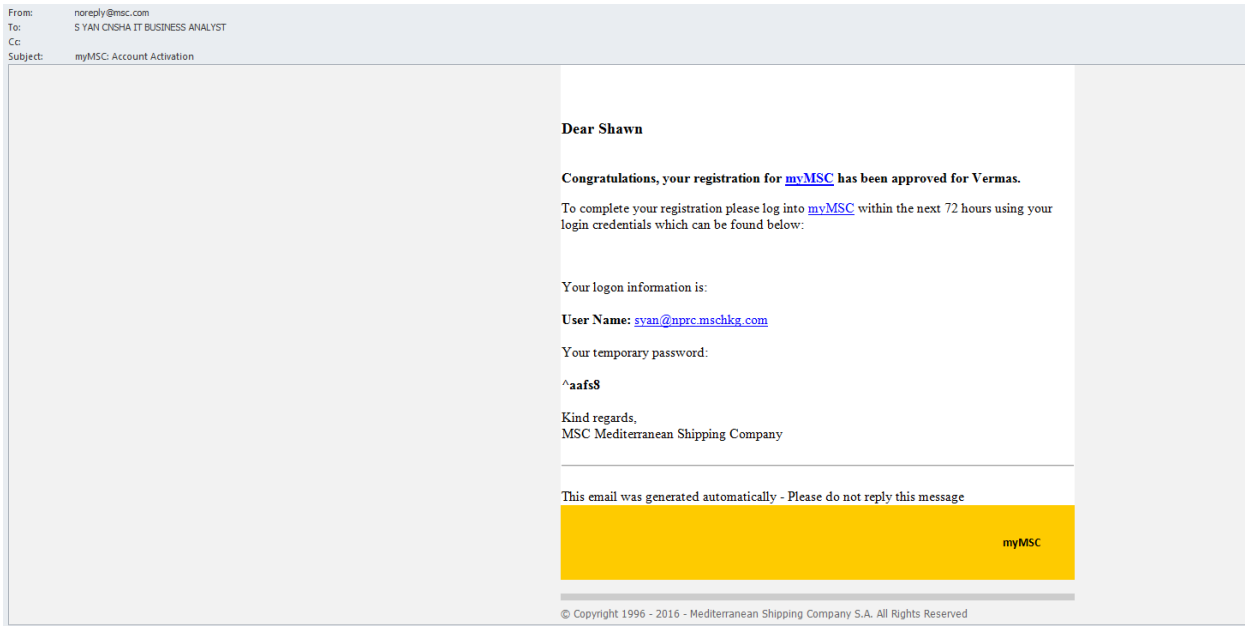 From: noreply@msc.com
To: S YAN CNSHA IT BUSINESS ANALYST
Cc:
Subject: myMSC: Account Activation
Dear Shawn
Congratulations, your registration for myMSC has been approved for Vermas.
To complete your registration please log into myMSC within the next 72 hours using your
login credentials which can be found below:
Your logon information is:
User Name: syan@nprc.mschkg.com
Your temporary password:
^aafs8
Kind regards,
MSC Mediterranean Shipping Company
This email was generated automatically - Please do not reply this message
myMSC
© Copyright 1996 - 2016 - Mediterranean Shipping Company S.A. All Rights Reserved